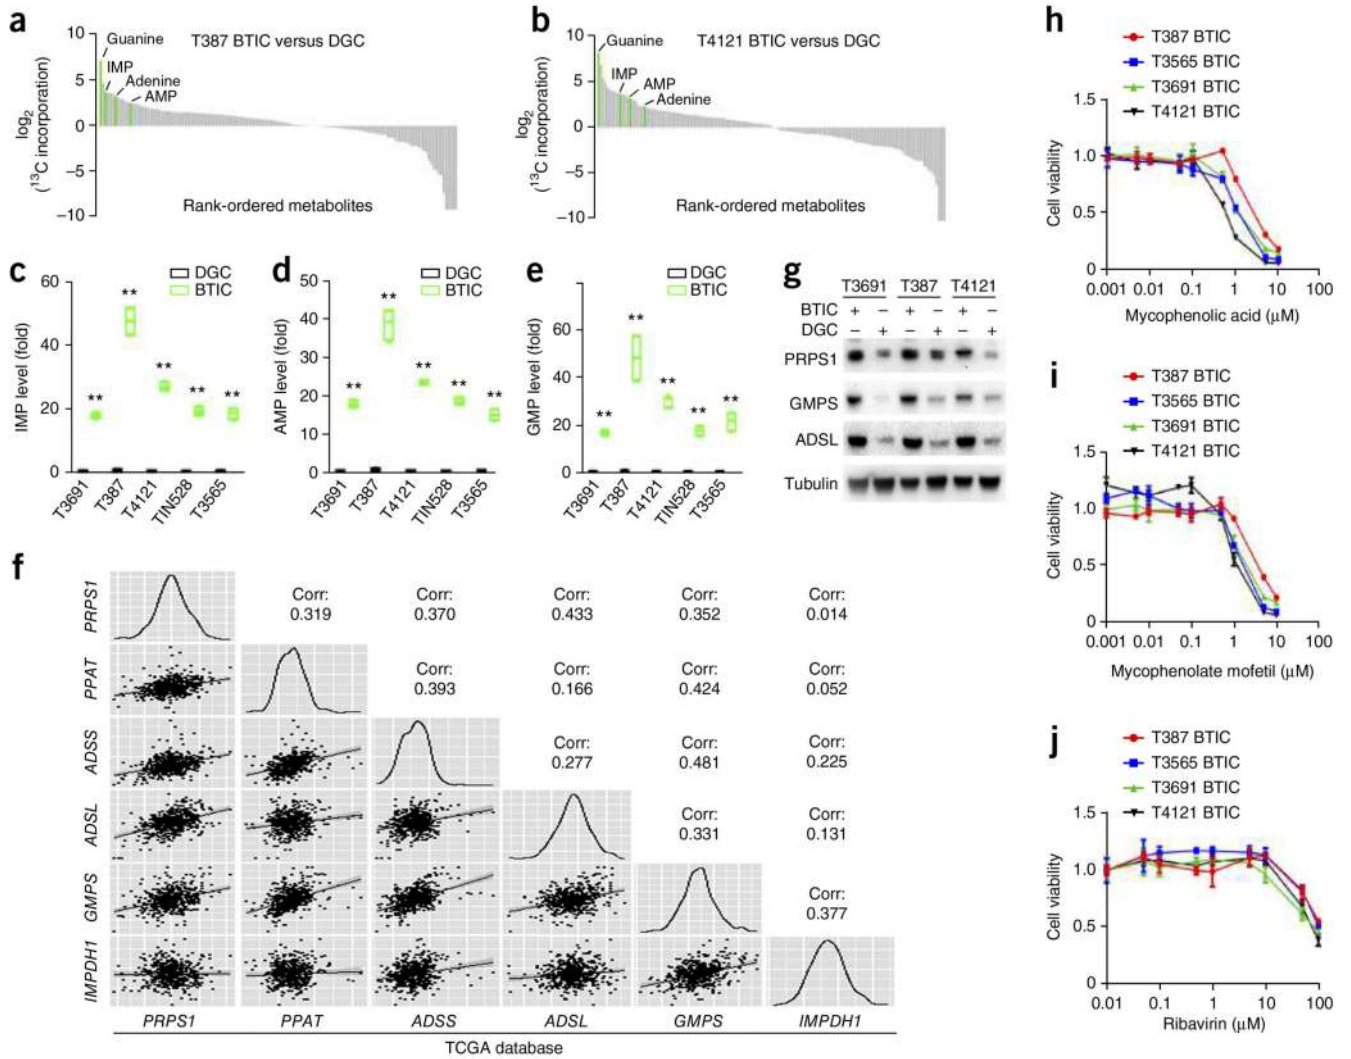 a
T387 BTIC versus DGC
log2
(13C incorporation)
10
5
0
−5
−10
Guanine
IMP
Adenine
AMP
Rank-ordered metabolites
b
T4121 BTIC versus DGC
log2
(13C incorporation)
10
5
0
−5
−10
Guanine
IMP
AMP
Adenine
Rank-ordered metabolites
c
DGC
BTIC
IMP level (fold)
60
40
20
0
**
**
**
**
**
T3691
T387
T4121
TIN528
T3565
d
DGC
BTIC
AMP level (fold)
50
40
30
20
10
0
**
**
**
**
**
T3691
T387
T4121
TIN528
T3565
e
DGC
BTIC
GMP level (fold)
60
40
20
0
**
**
**
**
**
T3691
T387
T4121
TIN528
T3565
g
T3691 T387 T4121
BTIC + − + − + −
DGC − + − + − +
PRPS1
GMPS
ADSL
Tubulin
f
PRPS1
Corr: Corr: Corr: Corr: Corr:
0.319 0.370 0.433 0.352 0.014
PPAT
Corr: Corr: Corr: Corr:
0.393 0.166 0.424 0.052
ADSS
Corr: Corr: Corr:
0.277 0.481 0.225
ADSL
Corr: Corr:
0.331 0.131
GMPS
Corr:
0.377
IMPDH1
PRPS1 PPAT ADSS ADSL GMPS IMPDH1
TCGA database
h
T387 BTIC
T3565 BTIC
T3691 BTIC
T4121 BTIC
Cell viability
1.5
1.0
0.5
0
0.001 0.01 0.1 1 10 100
Mycophenolic acid (μM)
i
T387 BTIC
T3565 BTIC
T3691 BTIC
T4121 BTIC
Cell viability
1.5
1.0
0.5
0
0.001 0.01 0.1 1 10 100
Mycophenolate mofetil (μM)
j
T387 BTIC
T3565 BTIC
T3691 BTIC
T4121 BTIC
Cell viability
1.5
1.0
0.5
0
0.01 0.1 1 10 100
Ribavirin (μM)